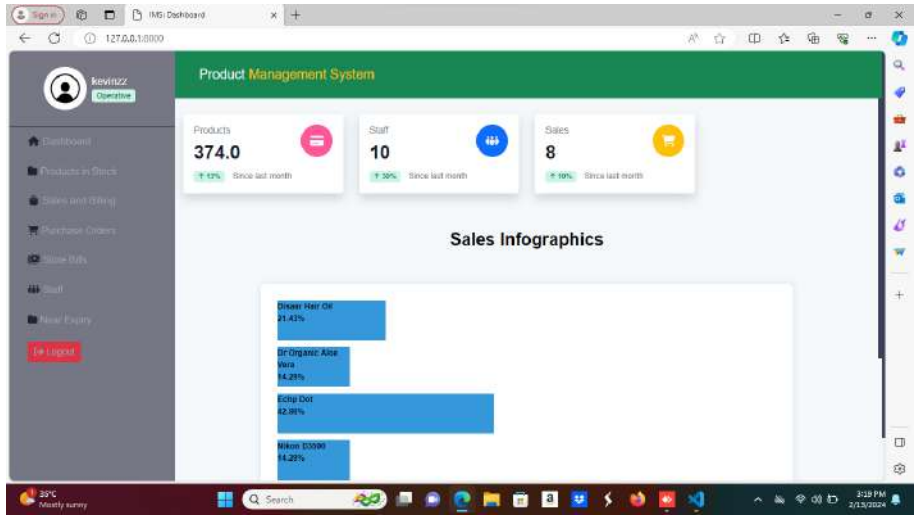 Sign in
IMS: Dashboard
127.0.0.1:8000
kevinzz
Operative
Product Management System
Dashboard
Products in Stock
Sales and Billing
Purchase Orders
Store Bills
Staff
Near Expiry
Logout
Products
374.0
↑ 12% Since last month
Staff
10
↑ 30% Since last month
Sales
8
↑ 10% Since last month
Sales Infographics
Disaar Hair Oil
21.43%
Dr Organic Aloe
Vera
14.29%
Echp Dot
42.86%
Nikon D3500
14.29%
35°C
Mostly sunny
Search
3:19 PM
2/13/2024